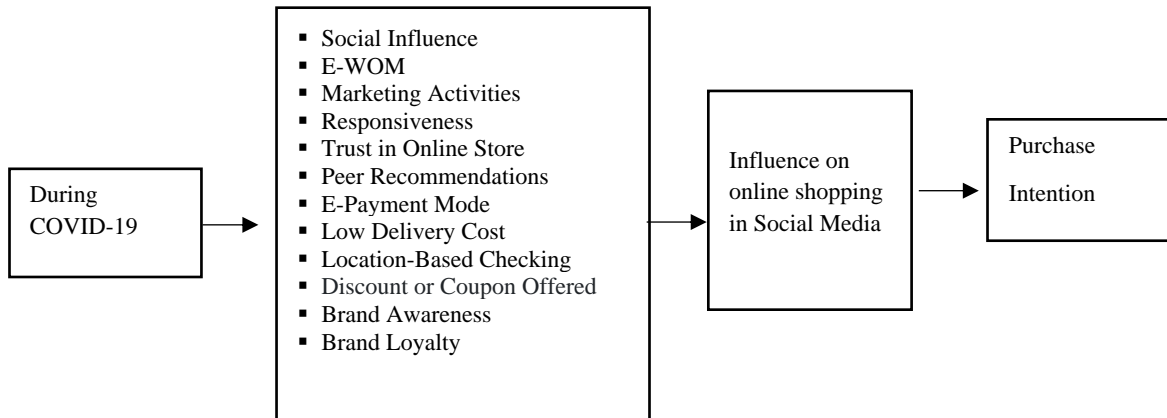 During
COVID-19
▪ Social Influence
▪ E-WOM
▪ Marketing Activities
▪ Responsiveness
▪ Trust in Online Store
▪ Peer Recommendations
▪ E-Payment Mode
▪ Low Delivery Cost
▪ Location-Based Checking
▪ Discount or Coupon Offered
▪ Brand Awareness
▪ Brand Loyalty
Influence on
online shopping
in Social Media
Purchase
Intention